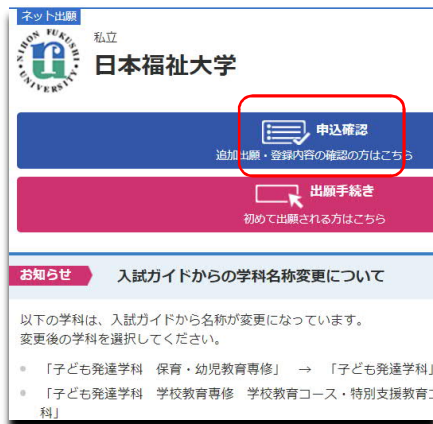 ネット出願
NIHON FUKUSHI UNIVERSITY
私立
日本福祉大学
申込確認
追加出願・登録内容の確認の方はこちら
出願手続き
初めて出願される方はこちら
お知らせ 入試ガイドからの学科名称変更について
以下の学科は、入試ガイドから名称が変更になっています。
変更後の学科を選択してください。
「子ども発達学科 保育・幼児教育専修」 → 「子ども発達学科」
「子ども発達学科 学校教育専修 学校教育コース・特別支援教育コ
科」